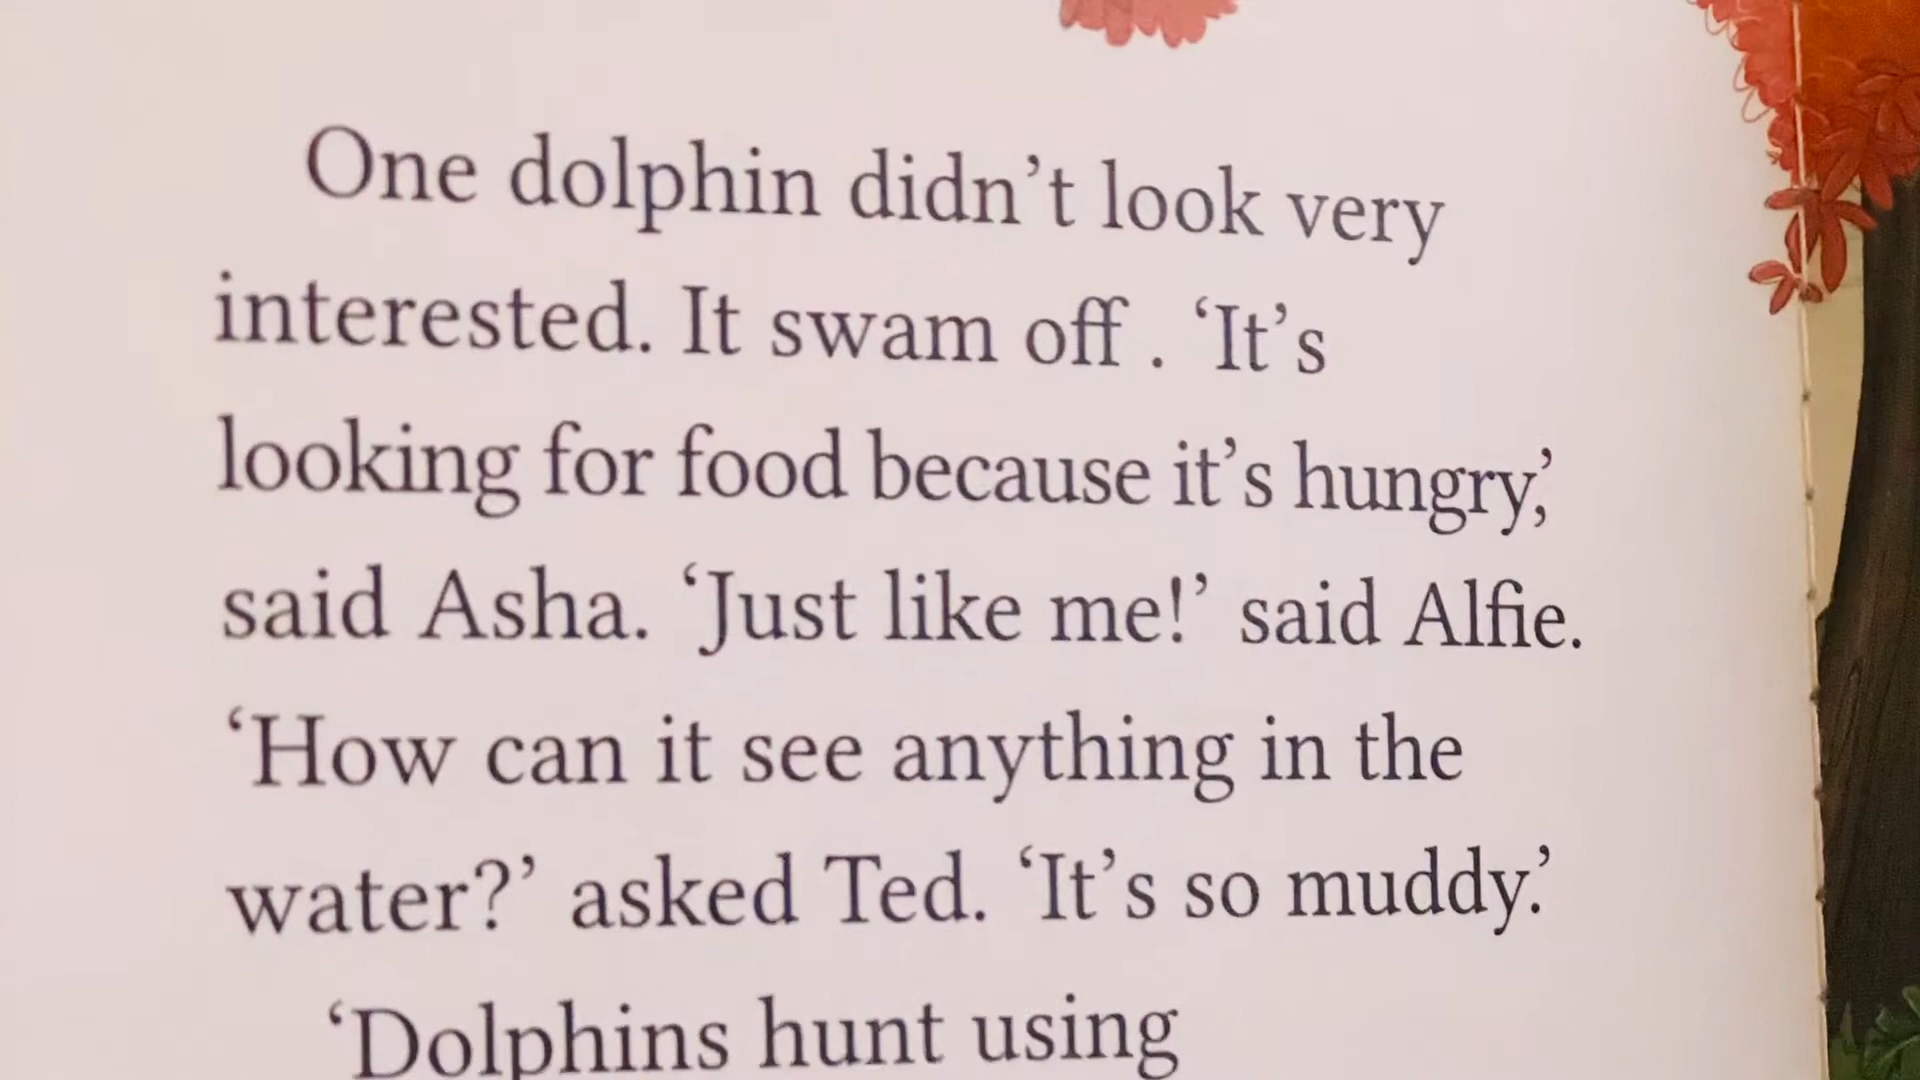 One dolphin didn’t look very
interested. It swam off . ‘It’s
looking for food because it’s hungry,’
said Asha. ‘Just like me!’ said Alfie.
‘How can it see anything in the
water?’ asked Ted. ‘It’s so muddy.’
‘Dolphins hunt using